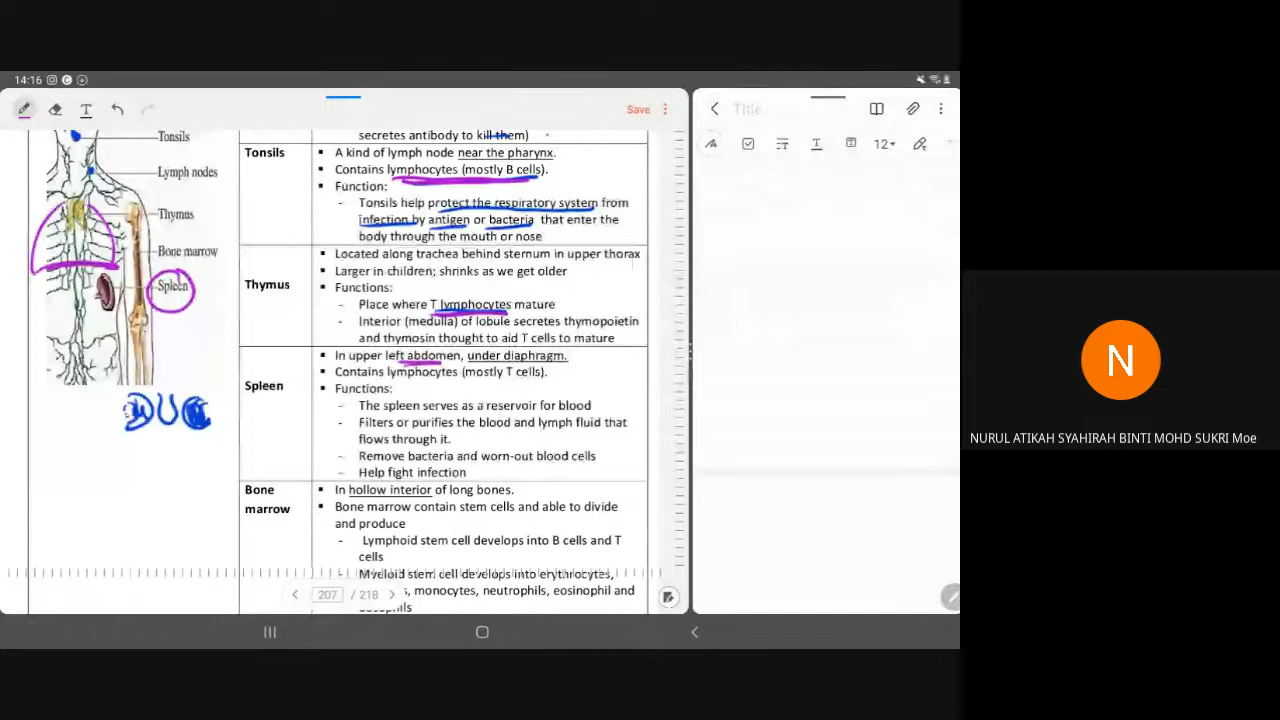 14:16
Save
Title
12
secretes antibody to kill them)
Tonsils
Lymph nodes
Thymus
Bone marrow
Spleen
Tonsils
▪ A kind of lymph node near the pharynx.
▪ Contains lymphocytes (mostly B cells).
▪ Function:
- Tonsils help protect the respiratory system from
infection by antigen or bacteria that enter the
body through the mouth or nose
Thymus
▪ Located along trachea behind sternum in upper thorax
▪ Larger in children; shrinks as we get older
▪ Functions:
- Place where T lymphocytes mature
- Interior (medulla) of lobule secretes thymopoietin
and thymosin thought to aid T cells to mature
Spleen
▪ In upper left abdomen, under diaphragm.
▪ Contains lymphocytes (mostly T cells).
▪ Functions:
- The spleen serves as a reservoir for blood
- Filters or purifies the blood and lymph fluid that
flows through it.
- Remove bacteria and worn-out blood cells
- Help fight infection
Bone
marrow
▪ In hollow interior of long bones.
▪ Bone marrow contain stem cells and able to divide
and produce
- Lymphoid stem cell develops into B cells and T
cells
- Myeloid stem cell develops into erythrocytes,
monocytes, neutrophils, eosinophil and
207 / 218
N
NURUL ATIKAH SYAHIRAH BINTI MOHD SUKRI Moe